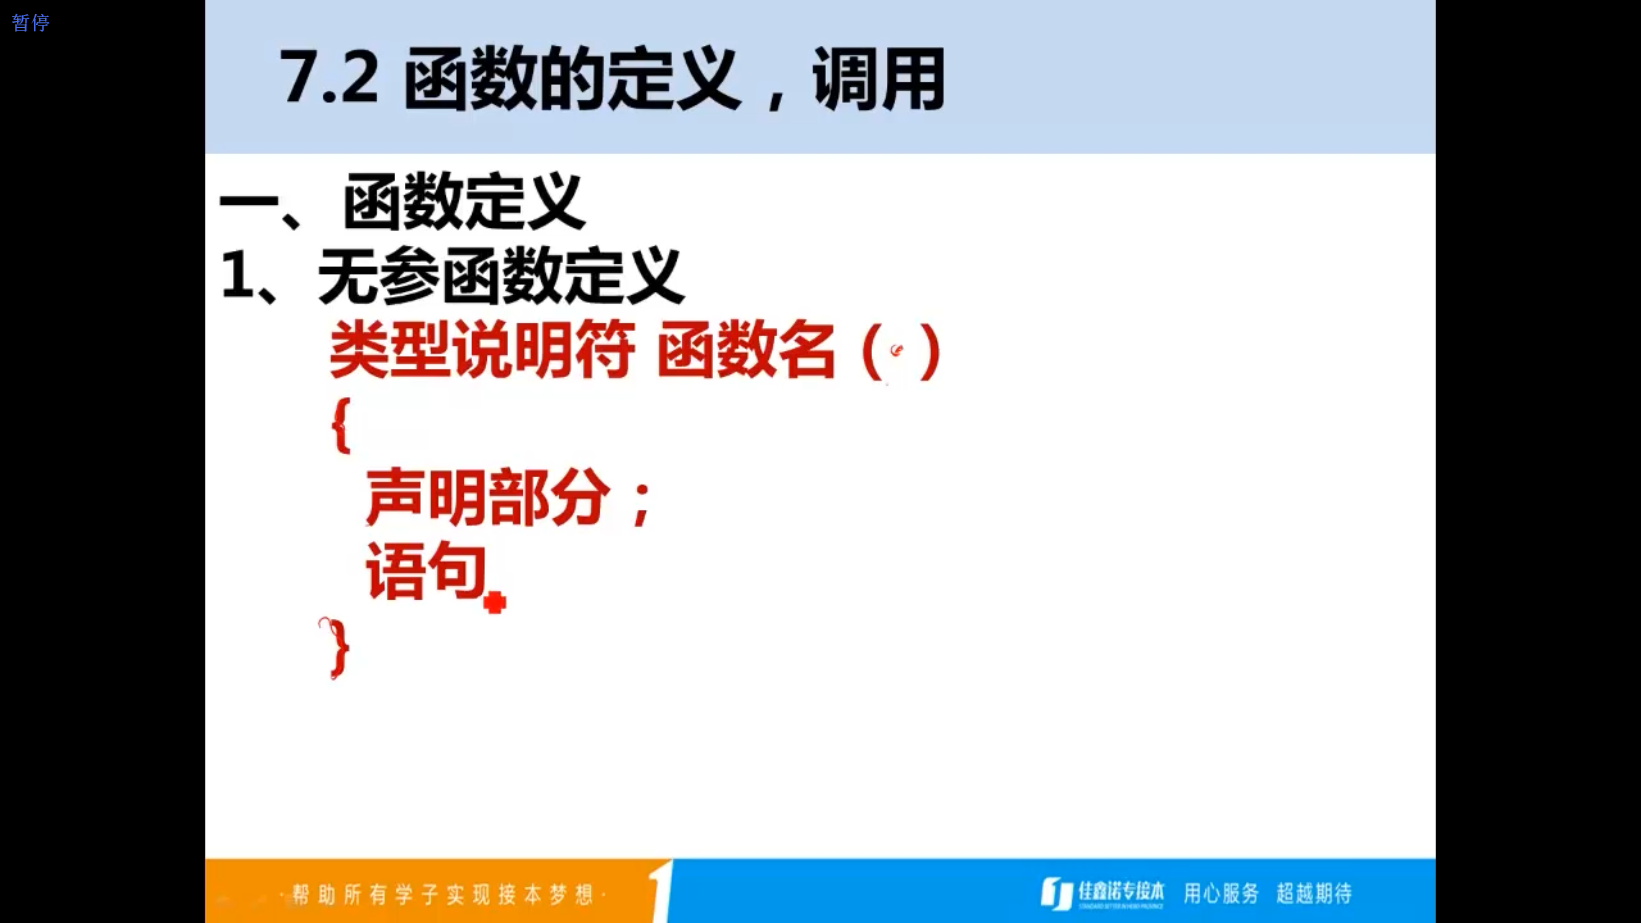 暂停
7.2 函数的定义，调用
一、函数定义
1、无参函数定义
类型说明符 函数名（ ）
{
声明部分；
语句
}
·帮助所有学子实现接本梦想·
佳鑫诺专接本 用心服务 超越期待